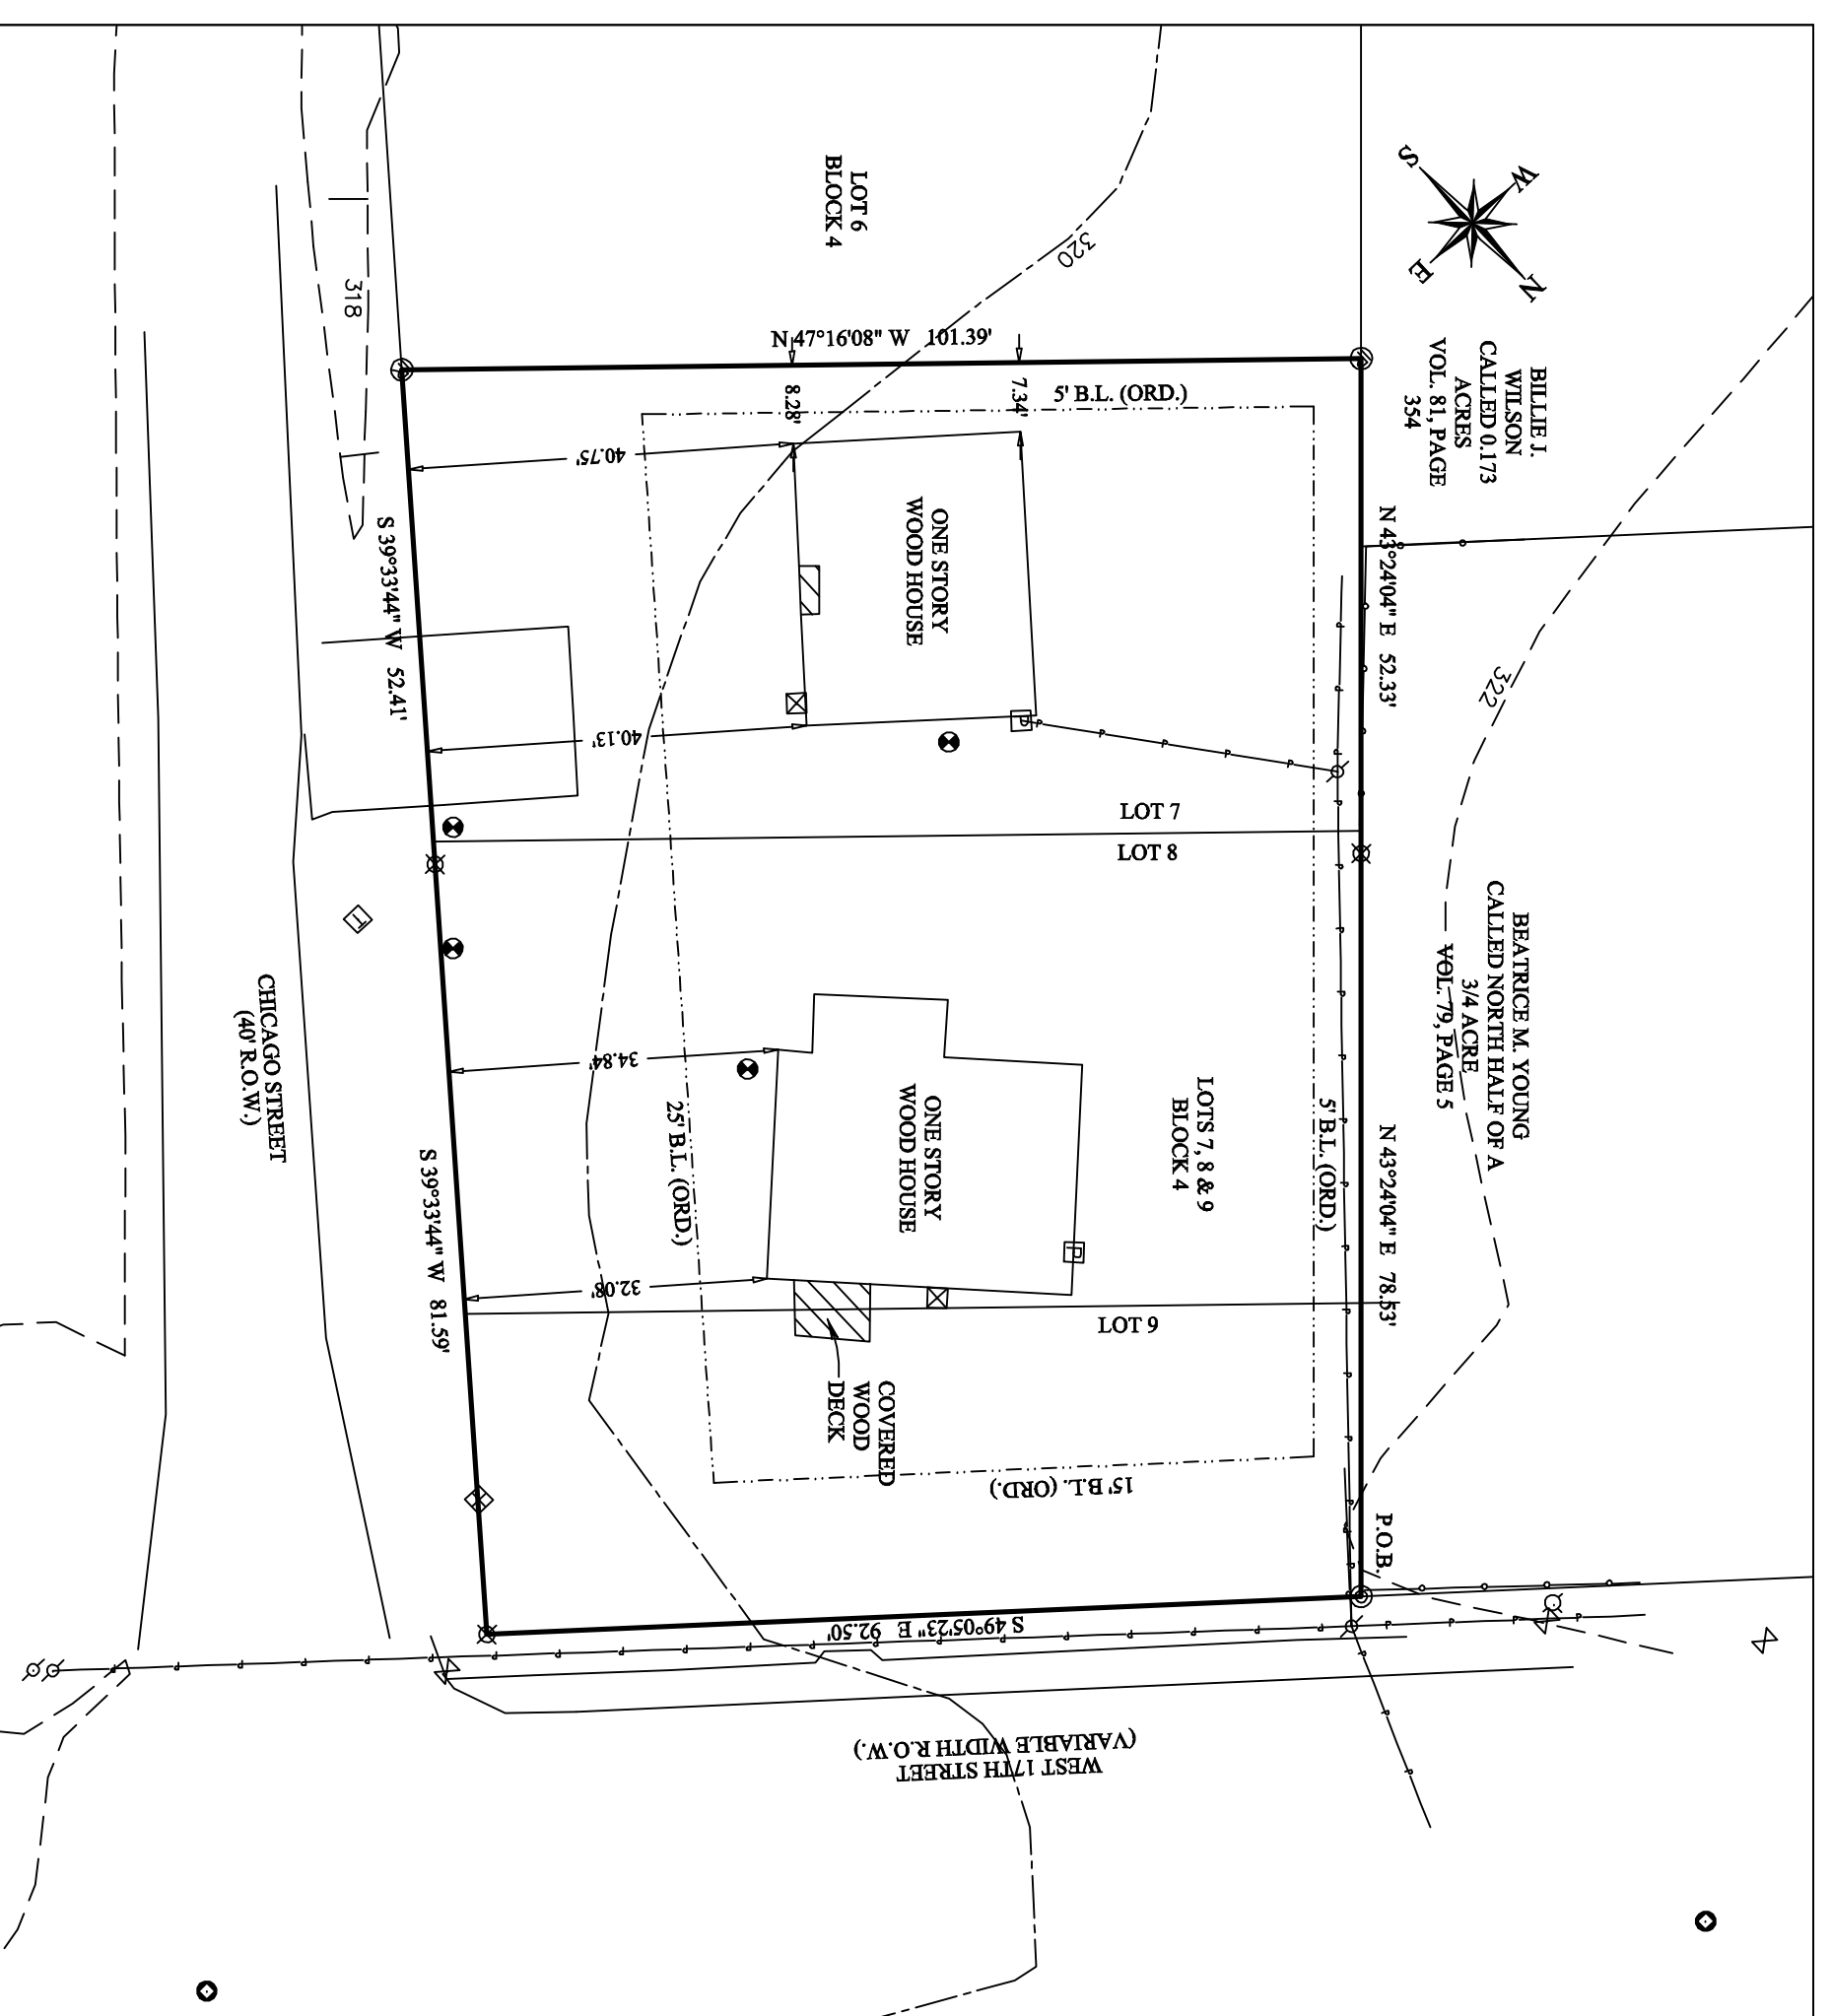 S
W
E
N
BILLIE J.
WILSON
CALLED 0.173
ACRES
VOL. 81, PAGE
354
LOT 6
BLOCK 4
320
318
322
N 47°16'08" W 101.39'
8.28'
7.34'
5' B.L. (ORD.)
40.75'
ONE STORY
WOOD HOUSE
N 43°24'04" E 52.33'
S 39°33'44" W 52.41'
40.13'
P
LOT 7
LOT 8
T
BEATRICE M. YOUNG
CALLED NORTH HALF OF A
3/4 ACRE
VOL. 79, PAGE 5
CHICAGO STREET
(40' R.O.W.)
34.84'
25' B.L. (ORD.)
ONE STORY
WOOD HOUSE
LOTS 7, 8 & 9
BLOCK 4
5' B.L. (ORD.)
N 43°24'04" E 78.53'
S 39°33'44" W 81.59'
P
32.08'
LOT 9
COVERED
WOOD
DECK
15' B.L. (ORD.)
P.O.B.
S 49°05'23" E 92.50'
WEST 17TH STREET
(VARIABLE WIDTH R.O.W.)